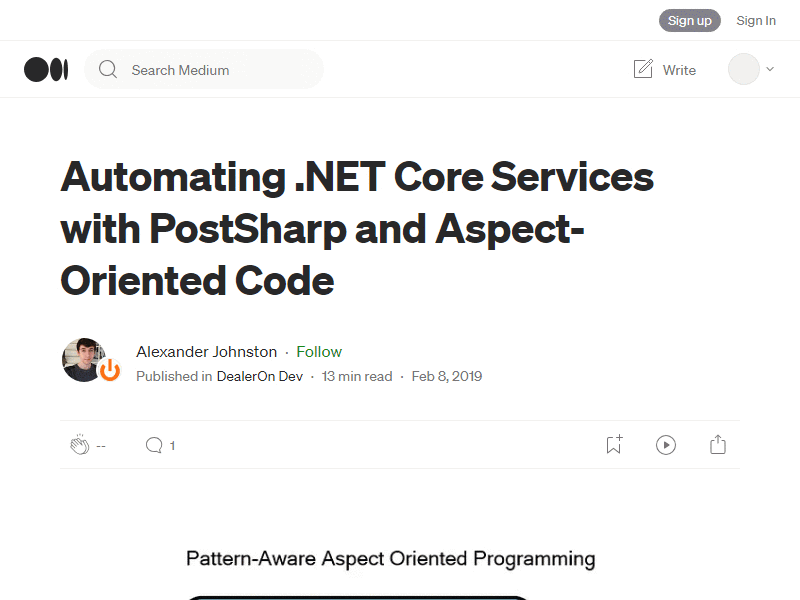 Sign up
Sign In
Search Medium
Write
Automating .NET Core Services
with PostSharp and Aspect-
Oriented Code
Alexander Johnston · Follow
Published in DealerOn Dev · 13 min read · Feb 8, 2019
--
1
Pattern-Aware Aspect Oriented Programming